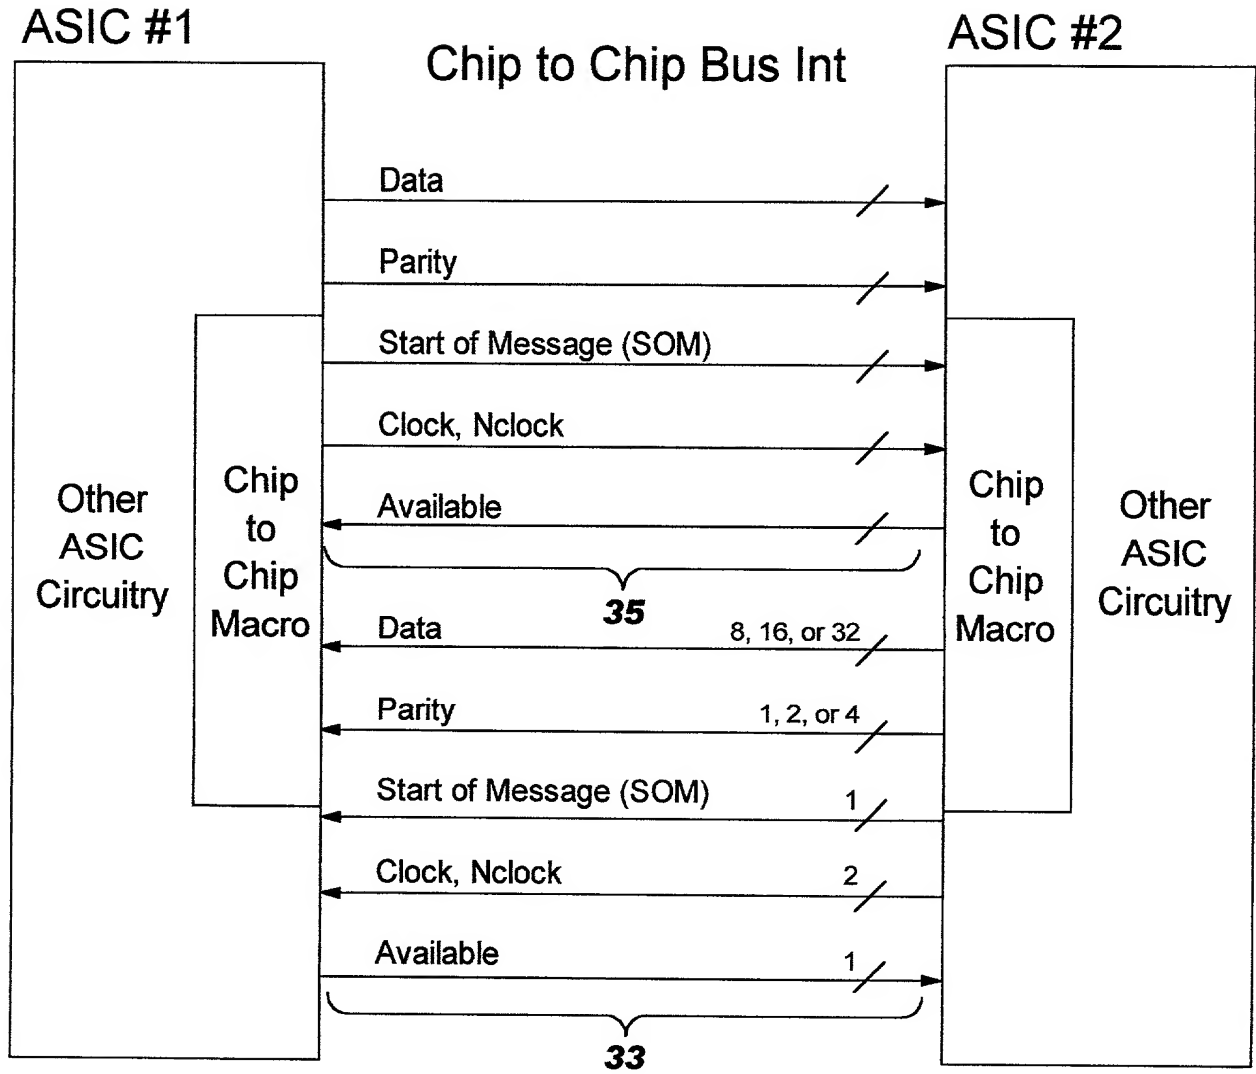 ASIC #1
Chip to Chip Bus Int
ASIC #2
Data
Parity
Start of Message (SOM)
Clock, Nclock
Available
35
Other
ASIC
Circuitry
Chip
to
Chip
Macro
Chip
to
Chip
Macro
Other
ASIC
Circuitry
Data 8, 16, or 32
Parity 1, 2, or 4
Start of Message (SOM) 1
Clock, Nclock 2
Available 1
33